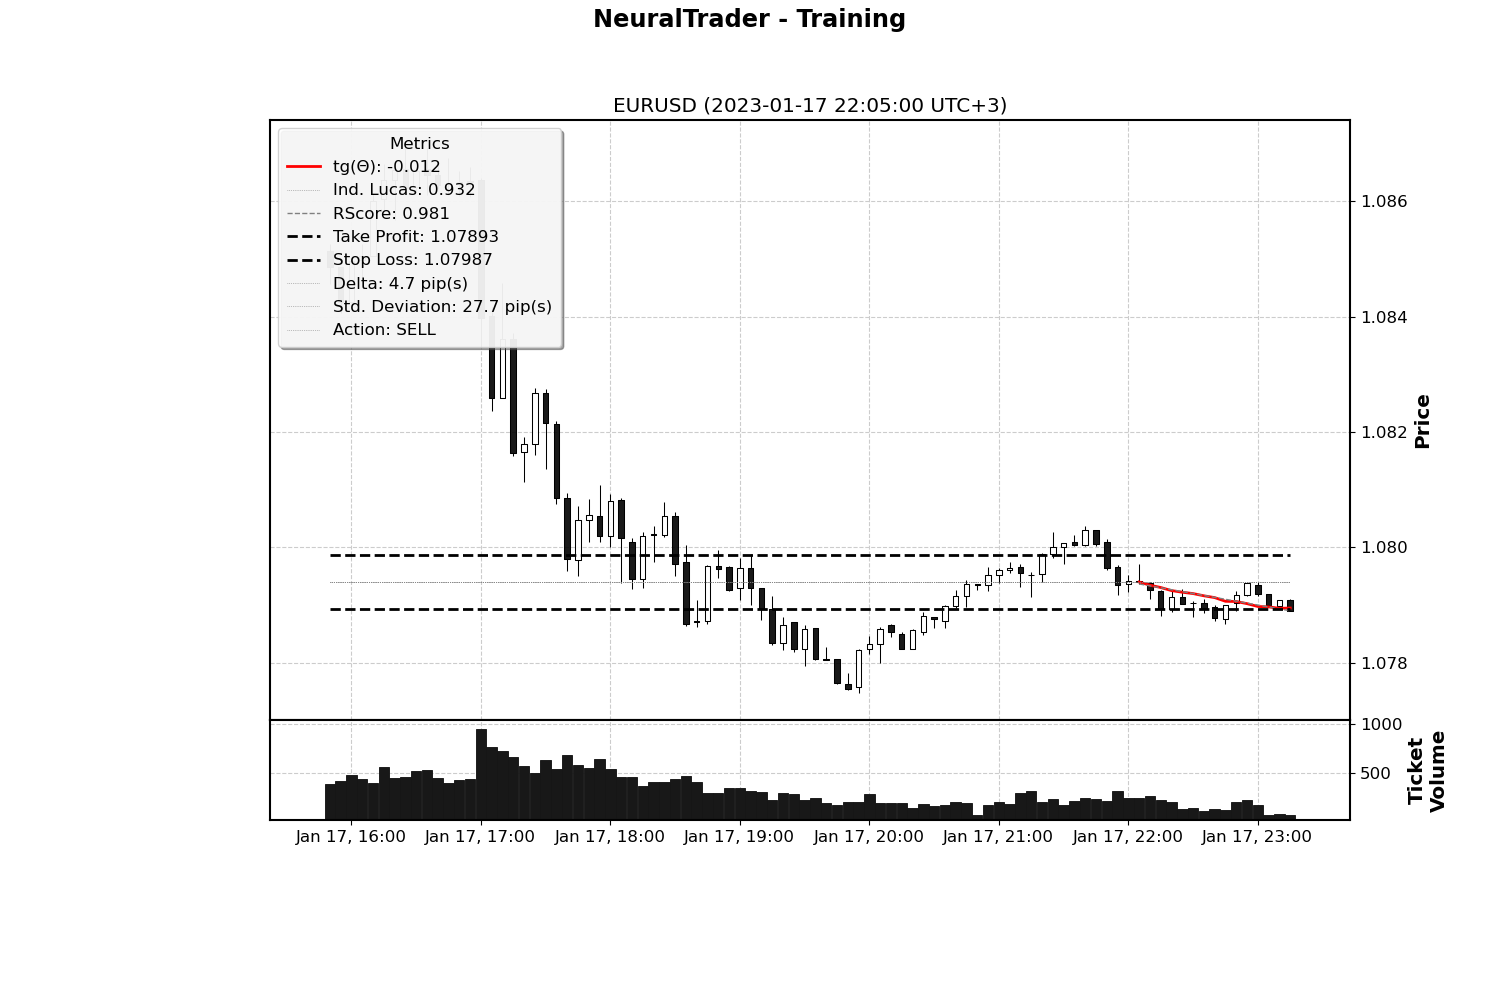 NeuralTrader - Training
EURUSD (2023-01-17 22:05:00 UTC+3)
Metrics
tg(Θ): -0.012
Ind. Lucas: 0.932
RScore: 0.981
Take Profit: 1.07893
Stop Loss: 1.07987
Delta: 4.7 pip(s)
Std. Deviation: 27.7 pip(s)
Action: SELL
1.086
1.084
1.082
1.080
1.078
Price
1000
500
Ticket
Volume
Jan 17, 16:00
Jan 17, 17:00
Jan 17, 18:00
Jan 17, 19:00
Jan 17, 20:00
Jan 17, 21:00
Jan 17, 22:00
Jan 17, 23:00